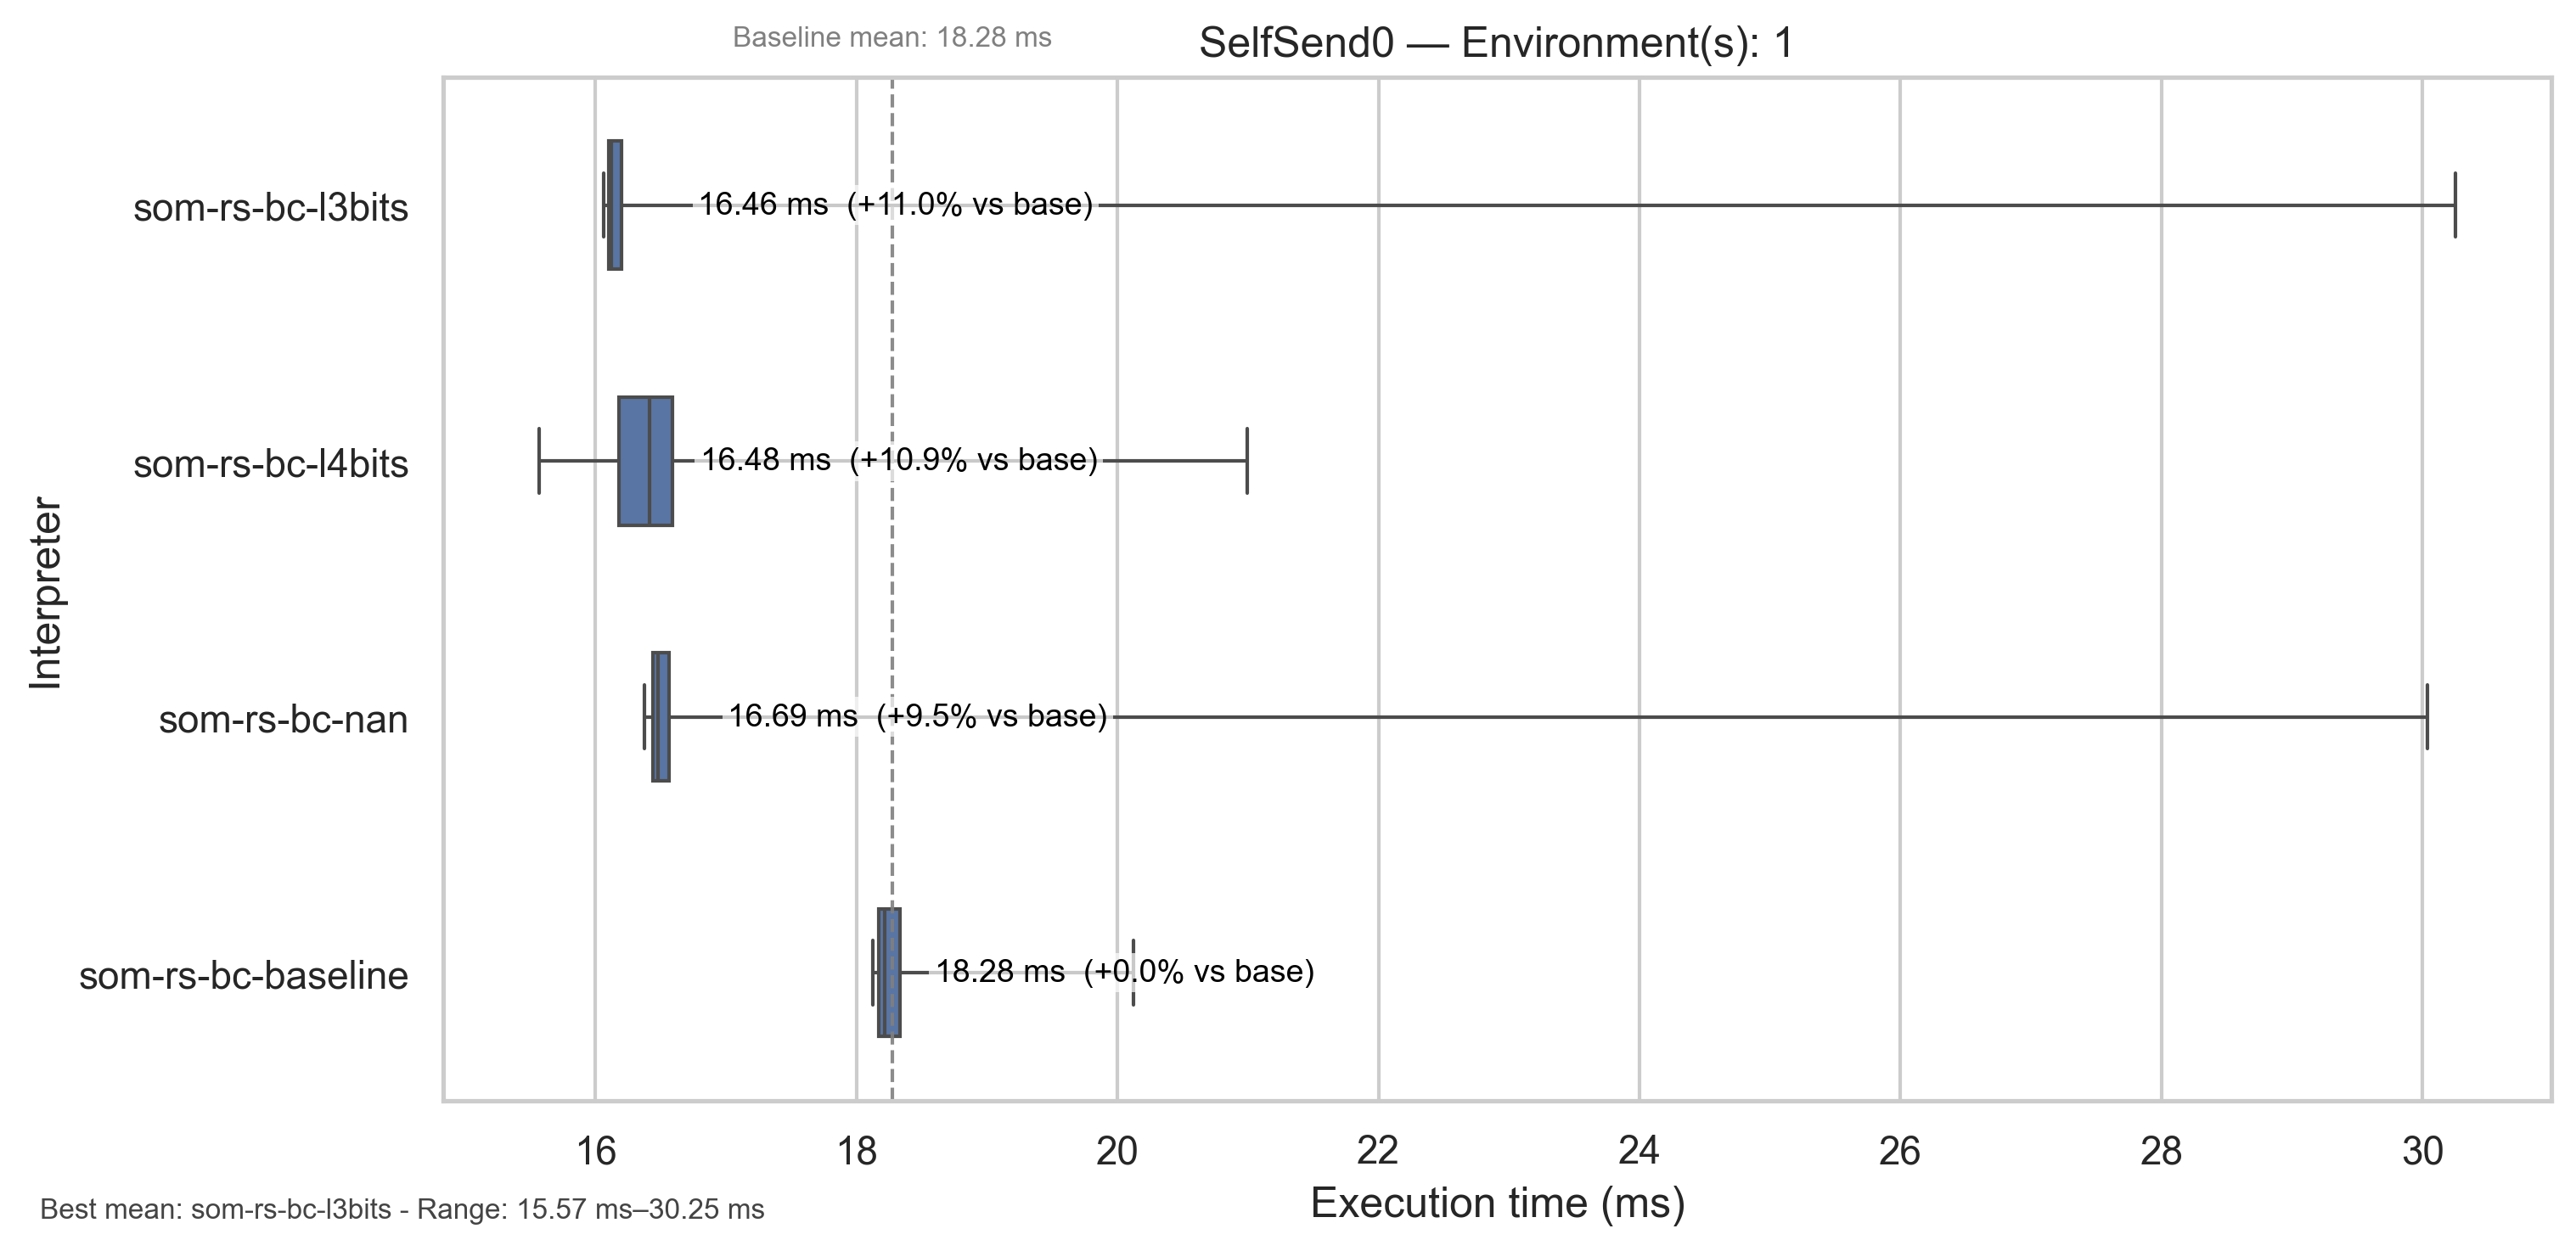 Baseline mean: 18.28 ms
SelfSend0 — Environment(s): 1
Interpreter
som-rs-bc-l3bits
16.46 ms (+11.0% vs base)
som-rs-bc-l4bits
16.48 ms (+10.9% vs base)
som-rs-bc-nan
16.69 ms (+9.5% vs base)
som-rs-bc-baseline
18.28 ms (+0.0% vs base)
16 18 20 22 24 26 28 30
Execution time (ms)
Best mean: som-rs-bc-l3bits - Range: 15.57 ms–30.25 ms